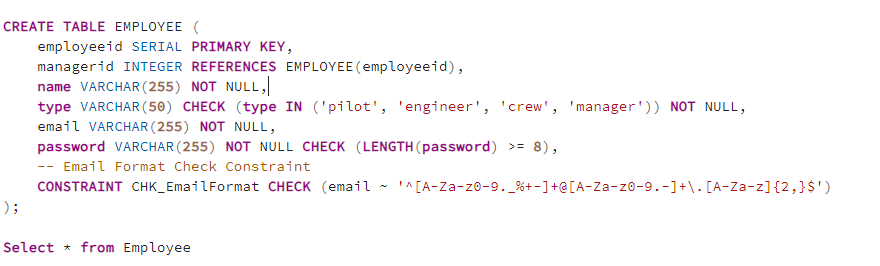 CREATE TABLE EMPLOYEE (
    employeeid SERIAL PRIMARY KEY,
    managerid INTEGER REFERENCES EMPLOYEE(employeeid),
    name VARCHAR(255) NOT NULL,
    type VARCHAR(50) CHECK (type IN ('pilot', 'engineer', 'crew', 'manager')) NOT NULL,
    email VARCHAR(255) NOT NULL,
    password VARCHAR(255) NOT NULL CHECK (LENGTH(password) >= 8),
    -- Email Format Check Constraint
    CONSTRAINT CHK_EmailFormat CHECK (email ~ '^[A-Za-z0-9._%+-]+@[A-Za-z0-9.-]+\.[A-Za-z]{2,}$')
);
Select * from Employee